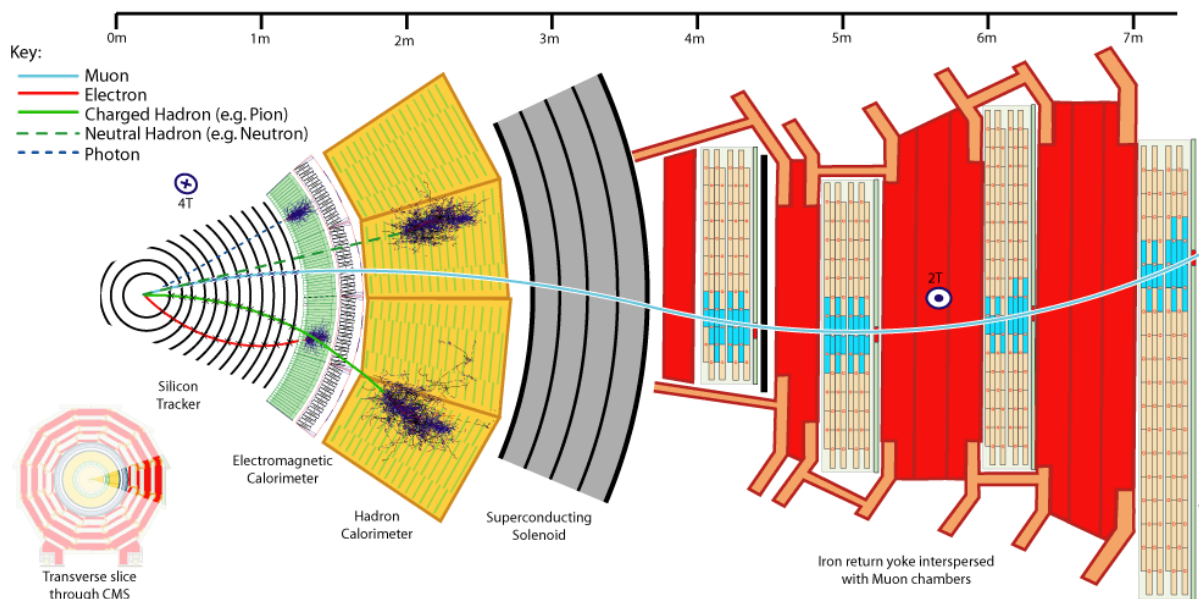 0m 1m 2m 3m 4m 5m 6m 7m
Key:
Muon
Electron
Charged Hadron (e.g. Pion)
Neutral Hadron (e.g. Neutron)
Photon
4T
2T
Silicon
Tracker
Electromagnetic
Calorimeter
Hadron
Calorimeter
Superconducting
Solenoid
Iron return yoke interspersed
with Muon chambers
Transverse slice
through CMS